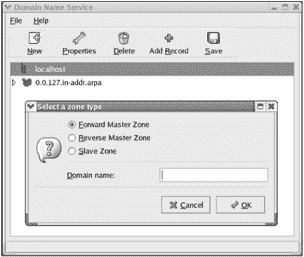 Domain Name Service
File Help
New Properties Delete Add Record Save
localhost
0.0.127.in-addr.arpa
Select a zone type
Forward Master Zone
Reverse Master Zone
Slave Zone
Domain name:
Cancel OK